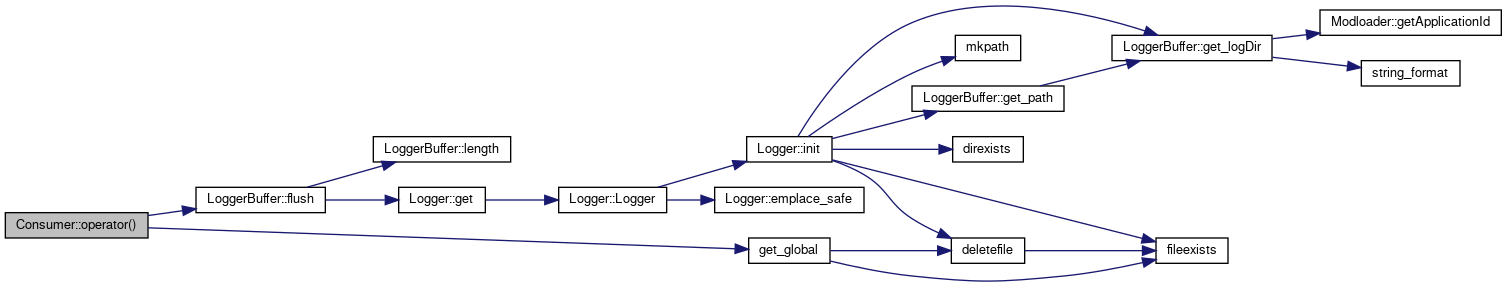 Consumer::operator()
LoggerBuffer::flush
LoggerBuffer::length
Logger::get
Logger::Logger
Logger::init
Logger::emplace_safe
get_global
mkpath
LoggerBuffer::get_path
direxists
deletefile
LoggerBuffer::get_logDir
fileexists
Modloader::getApplicationId
string_format